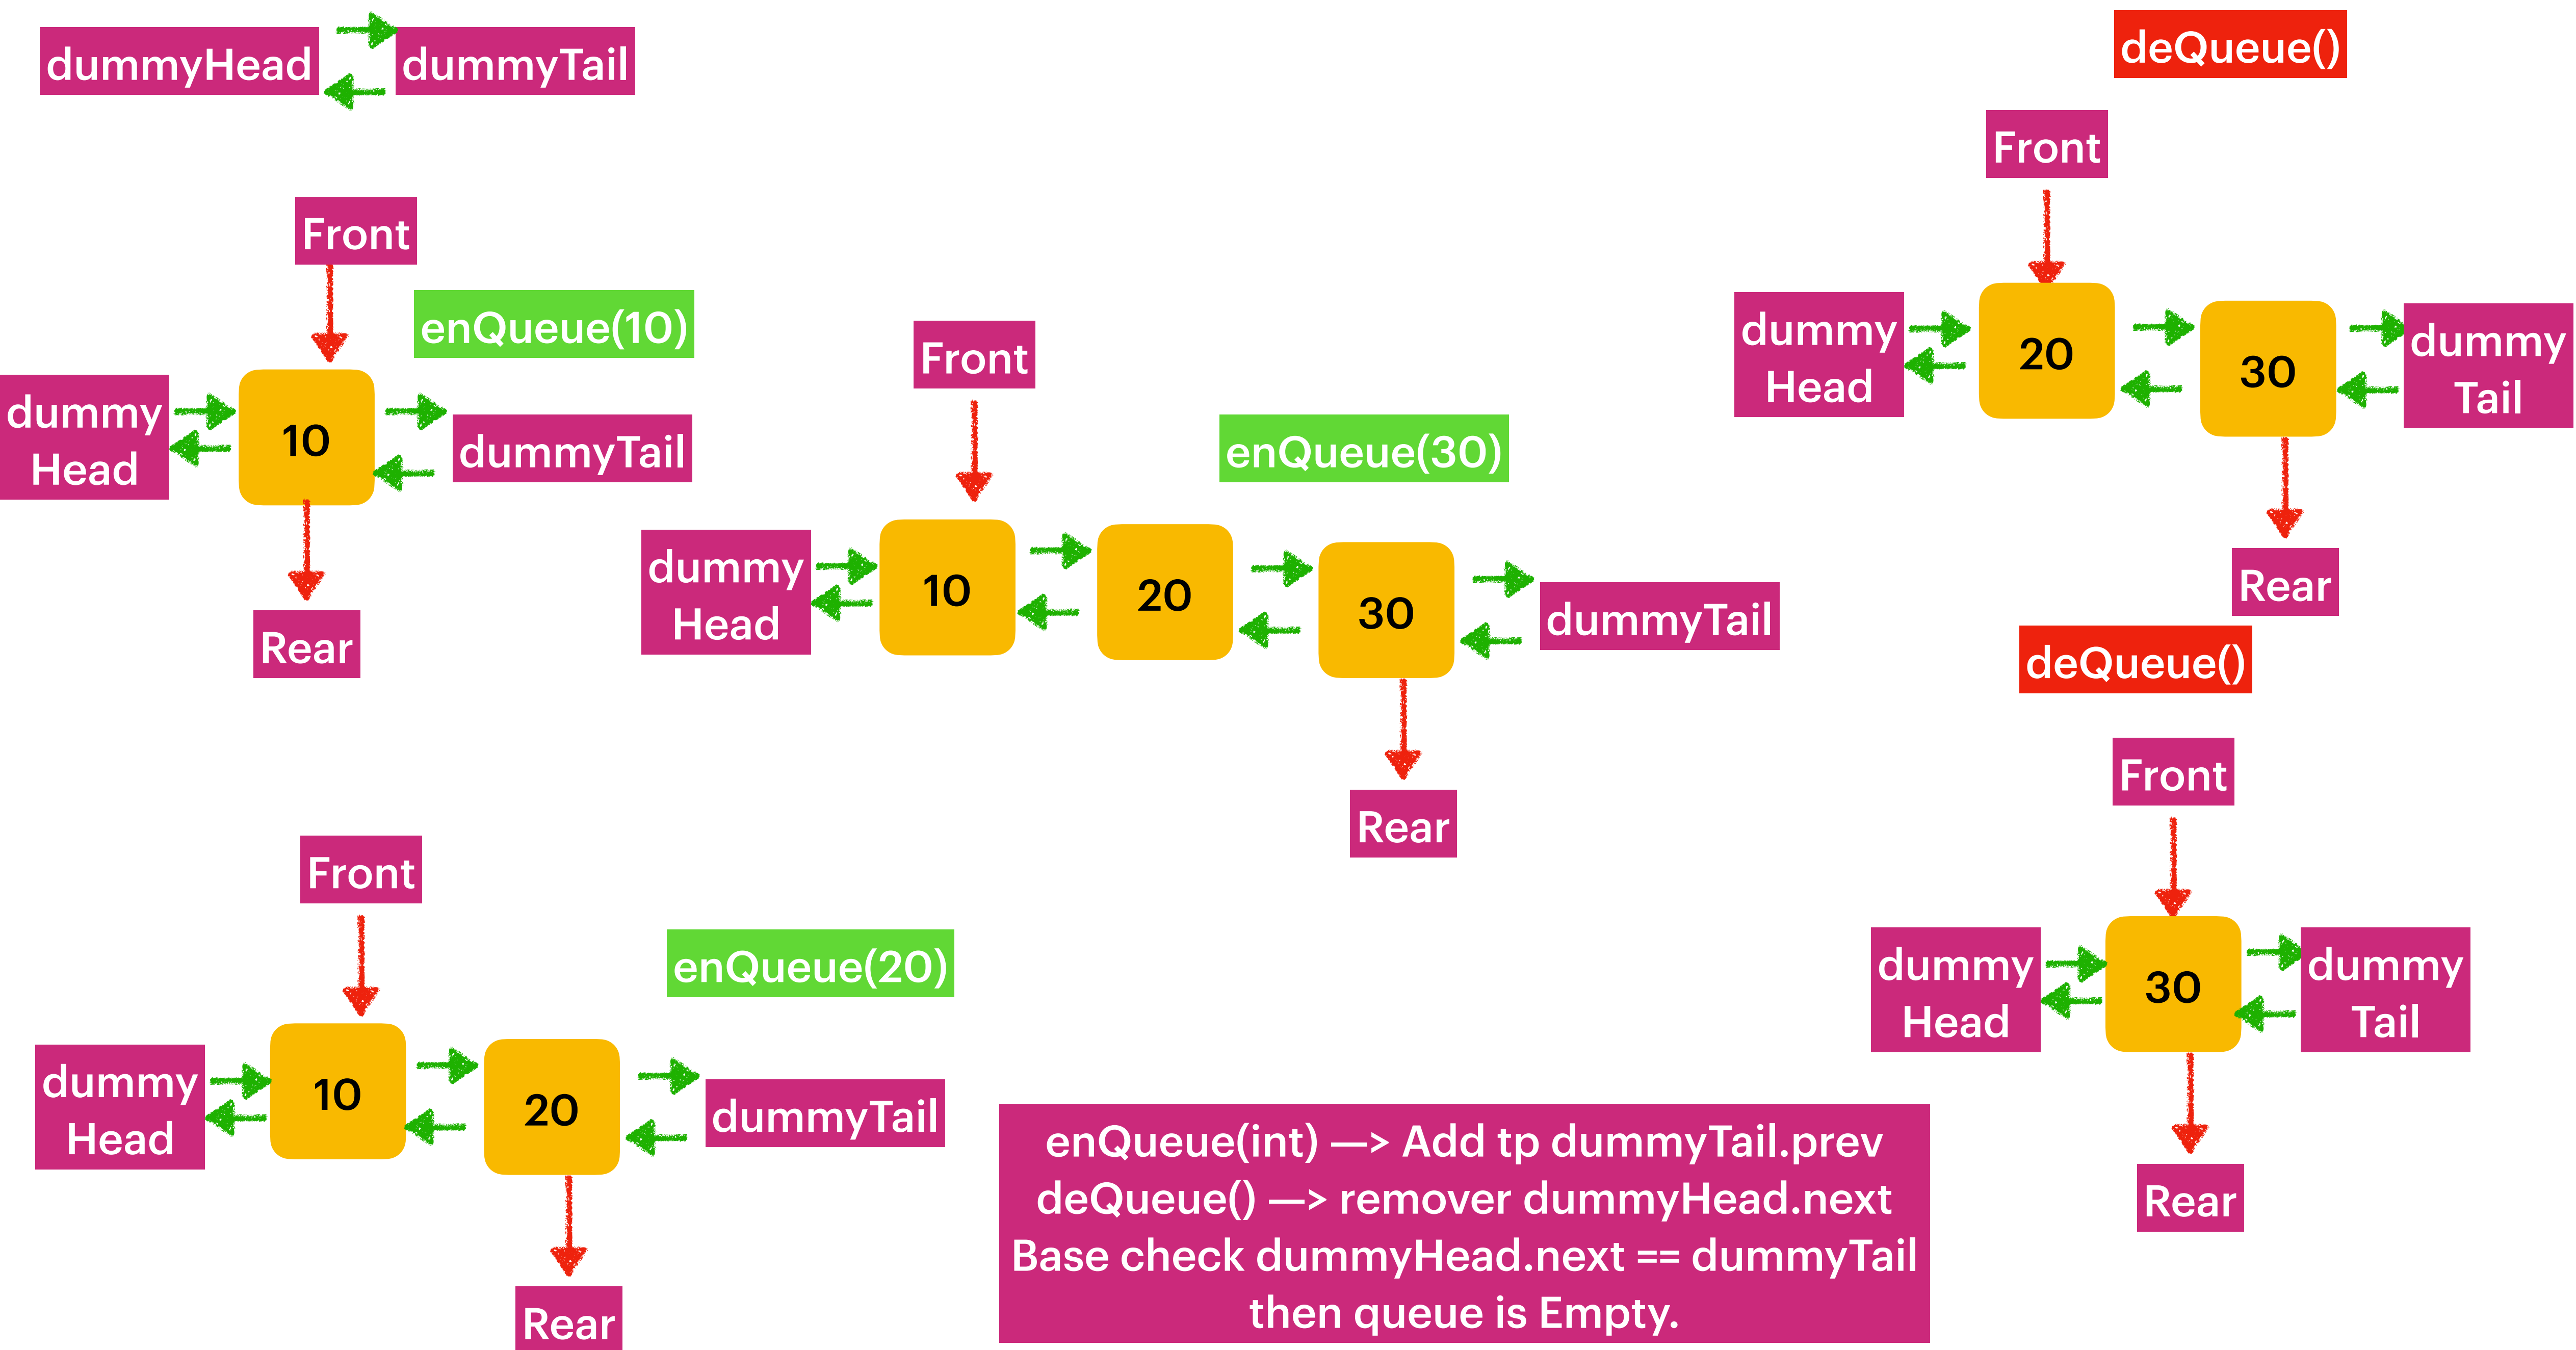 dummyHead
dummyTail
Front
enQueue(10)
dummy
Head
10
dummyTail
Rear
Front
enQueue(20)
dummy
Head
10
20
dummyTail
Rear
Front
enQueue(30)
dummy
Head
10
20
30
dummyTail
Rear
deQueue()
Front
dummy
Head
20
30
dummy
Tail
Rear
deQueue()
Front
dummy
Head
30
dummy
Tail
Rear
enQueue(int) —> Add tp dummyTail.prev
deQueue() —> remover dummyHead.next
Base check dummyHead.next == dummyTail
then queue is Empty.